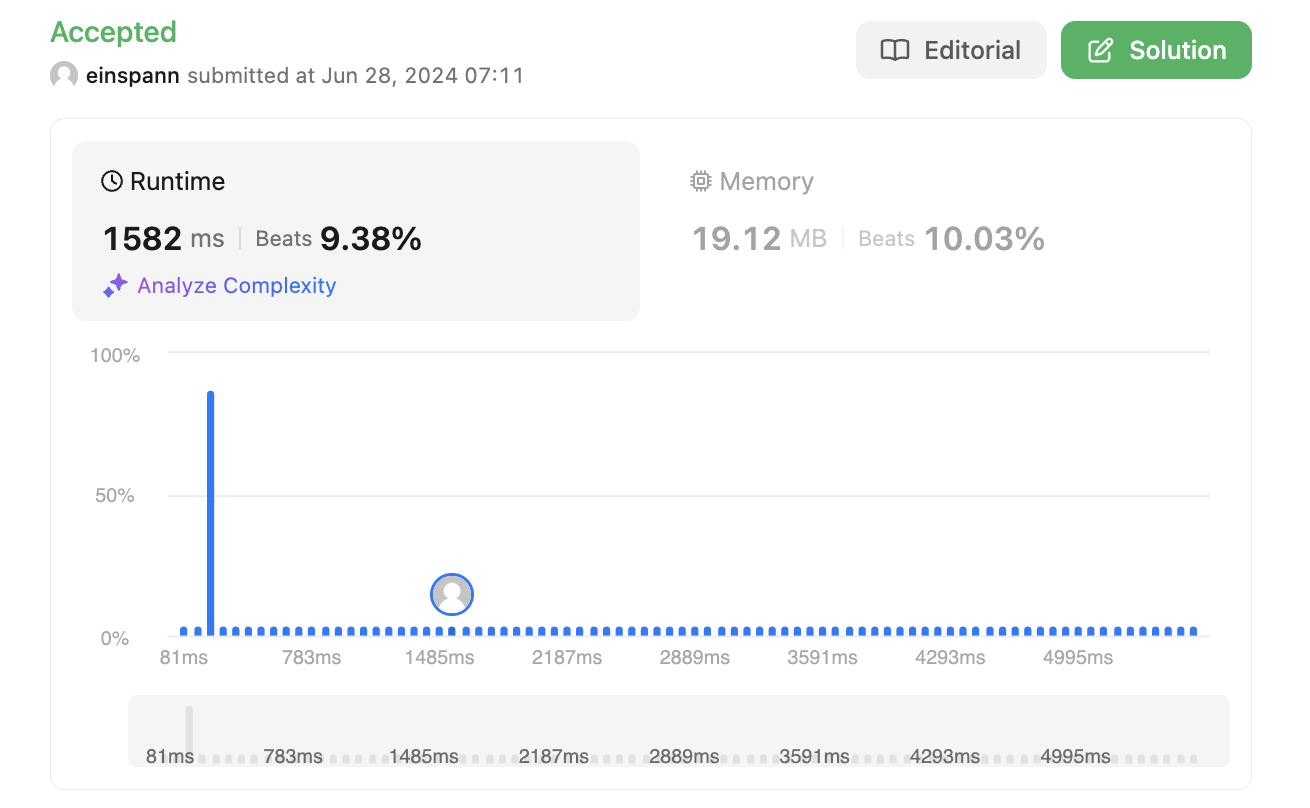 Accepted
einspann submitted at Jun 28, 2024 07:11
Editorial
Solution
Runtime
1582 ms Beats 9.38%
Analyze Complexity
Memory
19.12 MB Beats 10.03%
100%
50%
0%
81ms 783ms 1485ms 2187ms 2889ms 3591ms 4293ms 4995ms
81ms 783ms 1485ms 2187ms 2889ms 3591ms 4293ms 4995ms